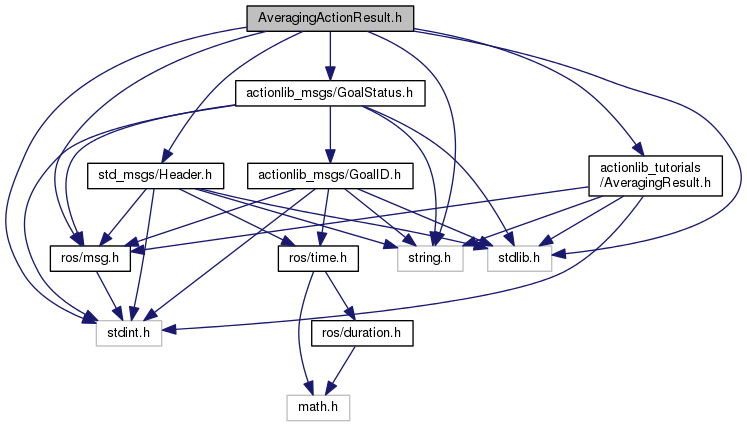 AveragingActionResult.h
actionlib_msgs/GoalStatus.h
std_msgs/Header.h
actionlib_msgs/GoalID.h
actionlib_tutorials
/AveragingResult.h
ros/msg.h
ros/time.h
string.h
stdlib.h
stdint.h
ros/duration.h
math.h